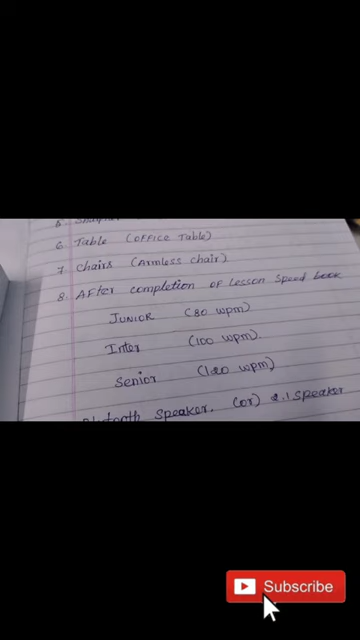 5.
6. Table (Office Table)
7 chairs (Armless chair)
8. After completion of Lesson Speed book
Junior (80 wpm)
Inter (100 wpm).
Senior (120 wpm)
Speaker. (or) 2.1 Speaker
Subscribe